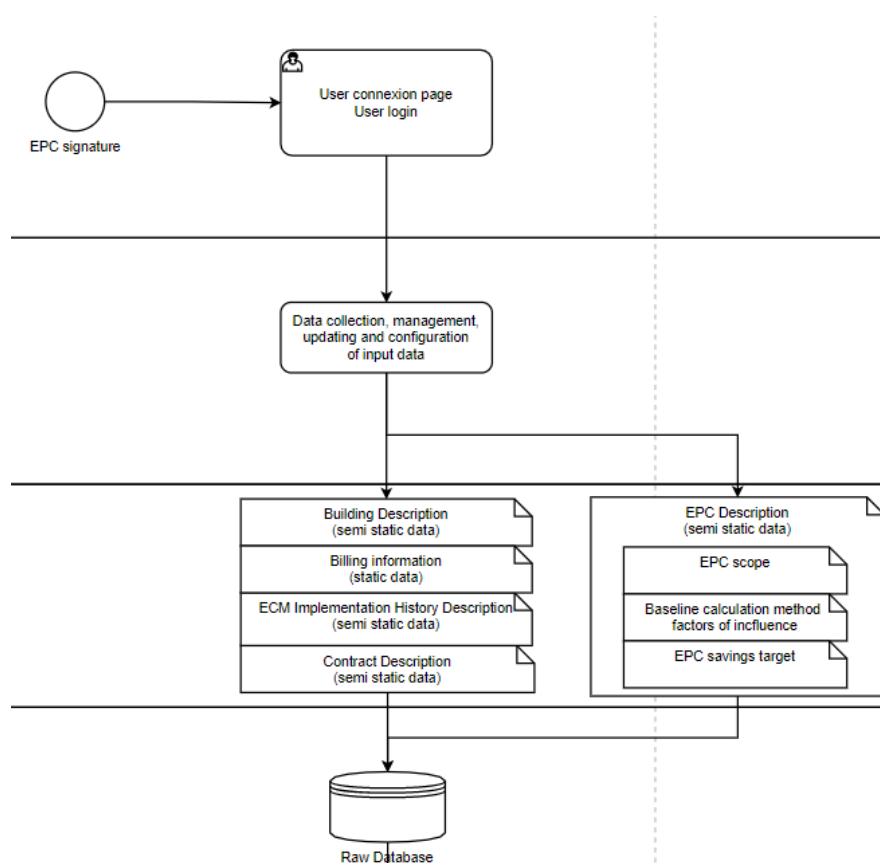 User connexion page
User login
EPC signature
Data collection, management,
updating and configuration
of input data
Building Description
(semi static data)
Billing information
(static data)
ECM Implementation History Description
(semi static data)
Contract Description
(semi static data)
EPC Description
(semi static data)
EPC scope
Baseline calculation method
factors of incfluence
EPC savings target
Raw Database